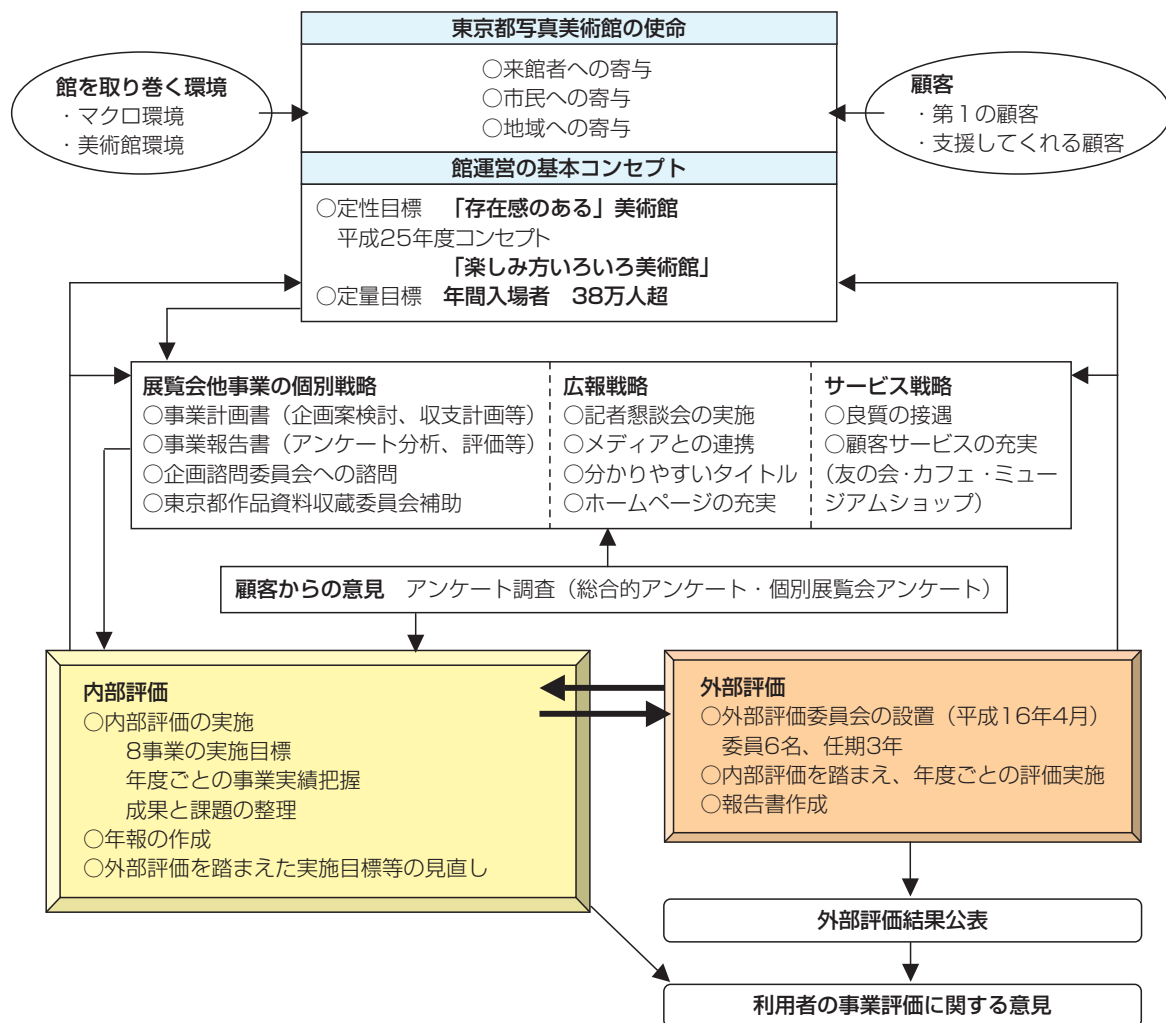 東京都写真美術館の使命
○来館者への寄与
○市民への寄与
○地域への寄与
館を取り巻く環境
・マクロ環境
・美術館環境
顧客
・第1の顧客
・支援してくれる顧客
館運営の基本コンセプト
○定性目標 「存在感のある」美術館
平成25年度コンセプト
「楽しみ方いろいろ美術館」
○定量目標 年間入場者 38万人超
展覧会他事業の個別戦略
○事業計画書（企画案検討、収支計画等）
○事業報告書（アンケート分析、評価等）
○企画諮問委員会への諮問
○東京都作品資料収蔵委員会補助
広報戦略
○記者懇談会の実施
○メディアとの連携
○分かりやすいタイトル
○ホームページの充実
サービス戦略
○良質の接遇
○顧客サービスの充実
（友の会・カフェ・ミュー
ジアムショップ）
顧客からの意見 アンケート調査（総合的アンケート・個別展覧会アンケート）
内部評価
○内部評価の実施
8事業の実施目標
年度ごとの事業実績把握
成果と課題の整理
○年報の作成
○外部評価を踏まえた実施目標等の見直し
外部評価
○外部評価委員会の設置（平成16年4月）
委員6名、任期3年
○内部評価を踏まえ、年度ごとの評価実施
○報告書作成
外部評価結果公表
利用者の事業評価に関する意見